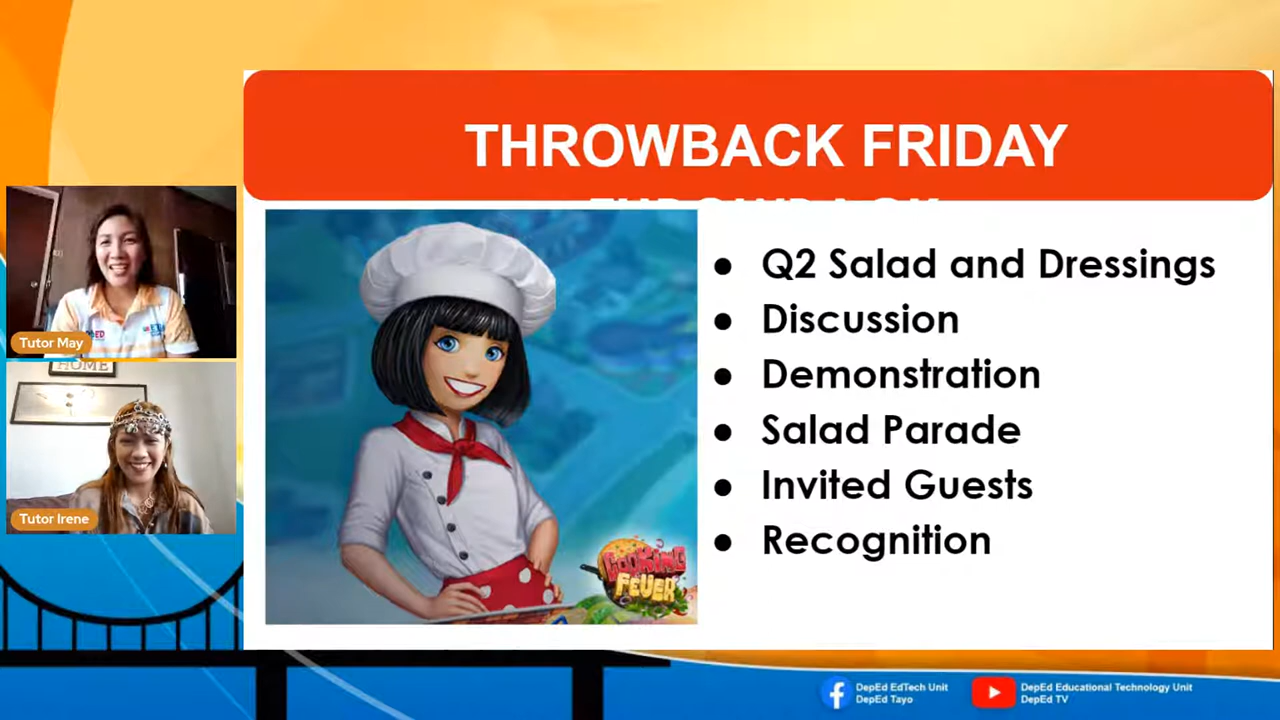 THROWBACK FRIDAY
Tutor May
HOME
Tutor Irene
● Q2 Salad and Dressings
● Discussion
● Demonstration
● Salad Parade
● Invited Guests
● Recognition
COOKING
FEVER
DepEd EdTech Unit
DepEd Tayo
DepEd Educational Technology Unit
DepEd TV